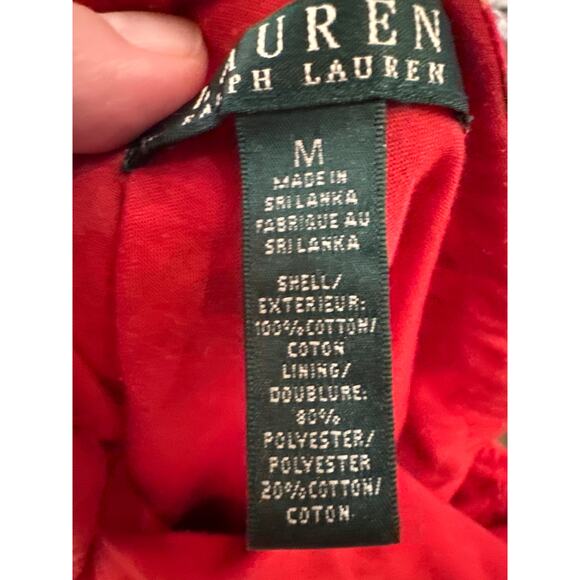 LAUREN
RALPH LAUREN
M
MADE IN
SRI LANKA
FABRIQUE AU
SRI LANKA
SHELL/
EXTERIEUR:
100% COTTON/
COTON
LINING/
DOUBLURE:
80%
POLYESTER/
POLYESTER
20% COTTON/
COTON